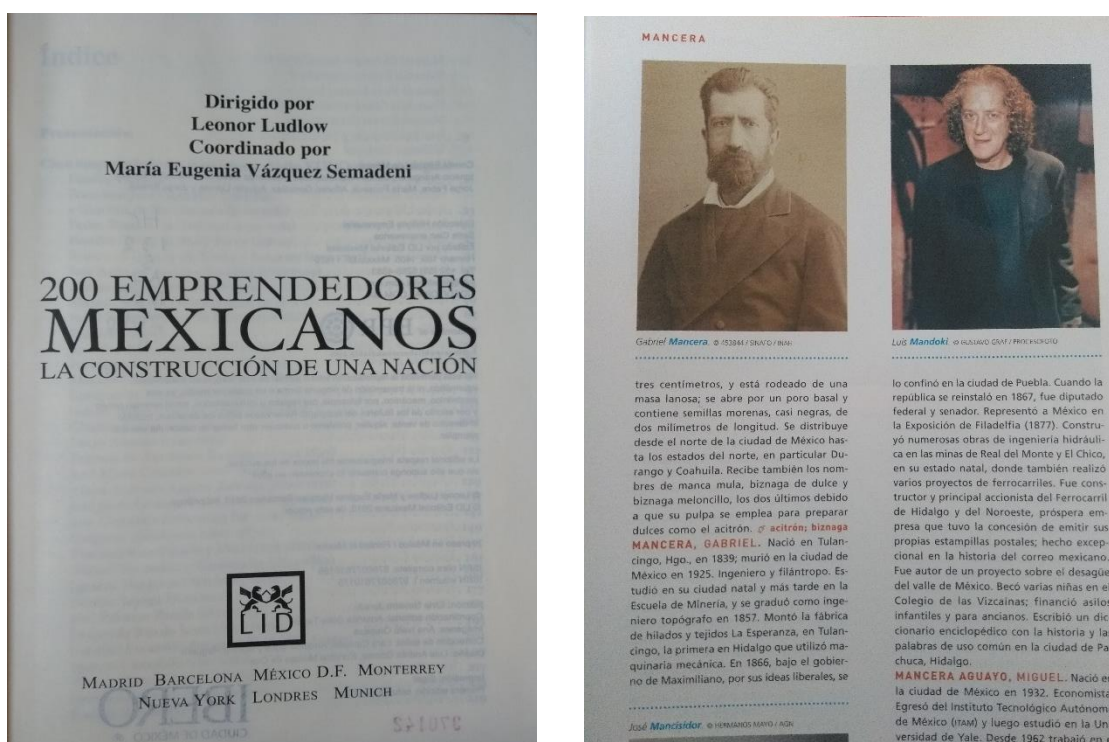 Dirigido por
Leonor Ludlow
Coordinado por
María Eugenia Vázquez Semadeni
200 EMPRENDEDORES
MEXICANOS
LA CONSTRUCCIÓN DE UNA NACIÓN
LID
MADRID BARCELONA MÉXICO D.F. MONTERREY
NUEVA YORK LONDRES MUNICH
MANCERA
Gabriel Mancera. © 453844 / SINAFO / INAH
tres centímetros, y está rodeado de una
masa lanosa; se abre por un poro basal y
contiene semillas morenas, casi negras, de
dos milímetros de longitud. Se distribuye
desde el norte de la ciudad de México has-
ta los estados del norte, en particular Du-
rango y Coahuila. Recibe también los nom-
bres de manca mula, biznaga de dulce y
biznaga meloncillo, los dos últimos debido
a que su pulpa se emplea para preparar
dulces como el acitrón. acitrón; biznaga
MANCERA, GABRIEL. Nació en Tulan-
cingo, Hgo., en 1839; murió en la ciudad de
México en 1925. Ingeniero y filántropo. Es-
tudió en su ciudad natal y más tarde en la
Escuela de Minería, y se graduó como inge-
niero topógrafo en 1857. Montó la fábrica
de hilados y tejidos La Esperanza, en Tulan-
cingo, la primera en Hidalgo que utilizó ma-
quinaria mecánica. En 1866, bajo el gobier-
no de Maximiliano, por sus ideas liberales, se
José Mancisidor. © HERMANOS MAYO / AGN
Luis Mandoki. © GUSTAVO GRAF / PROCESOFOTO
lo confinó en la ciudad de Puebla. Cuando la
república se reinstaló en 1867, fue diputado
federal y senador. Representó a México en
la Exposición de Filadelfia (1877). Constru-
yó numerosas obras de ingeniería hidráuli-
ca en las minas de Real del Monte y El Chico,
en su estado natal, donde también realizó
varios proyectos de ferrocarriles. Fue cons-
tructor y principal accionista del Ferrocarril
de Hidalgo y del Noroeste, próspera em-
presa que tuvo la concesión de emitir sus
propias estampillas postales; hecho excep-
cional en la historia del correo mexicano.
Fue autor de un proyecto sobre el desagüe
del valle de México. Becó varias niñas en el
Colegio de las Vizcaínas; financió asilos
infantiles y para ancianos. Escribió un dic
cionario enciclopédico con la historia y la
palabras de uso común en la ciudad de Pa
chuca, Hidalgo.
MANCERA AGUAYO, MIGUEL. Nació e
la ciudad de México en 1932. Economista
Egresó del Instituto Tecnológico Autónom
de México (ITAM) y luego estudió en la Un
versidad de Yale. Desde 1962 trabajó en e